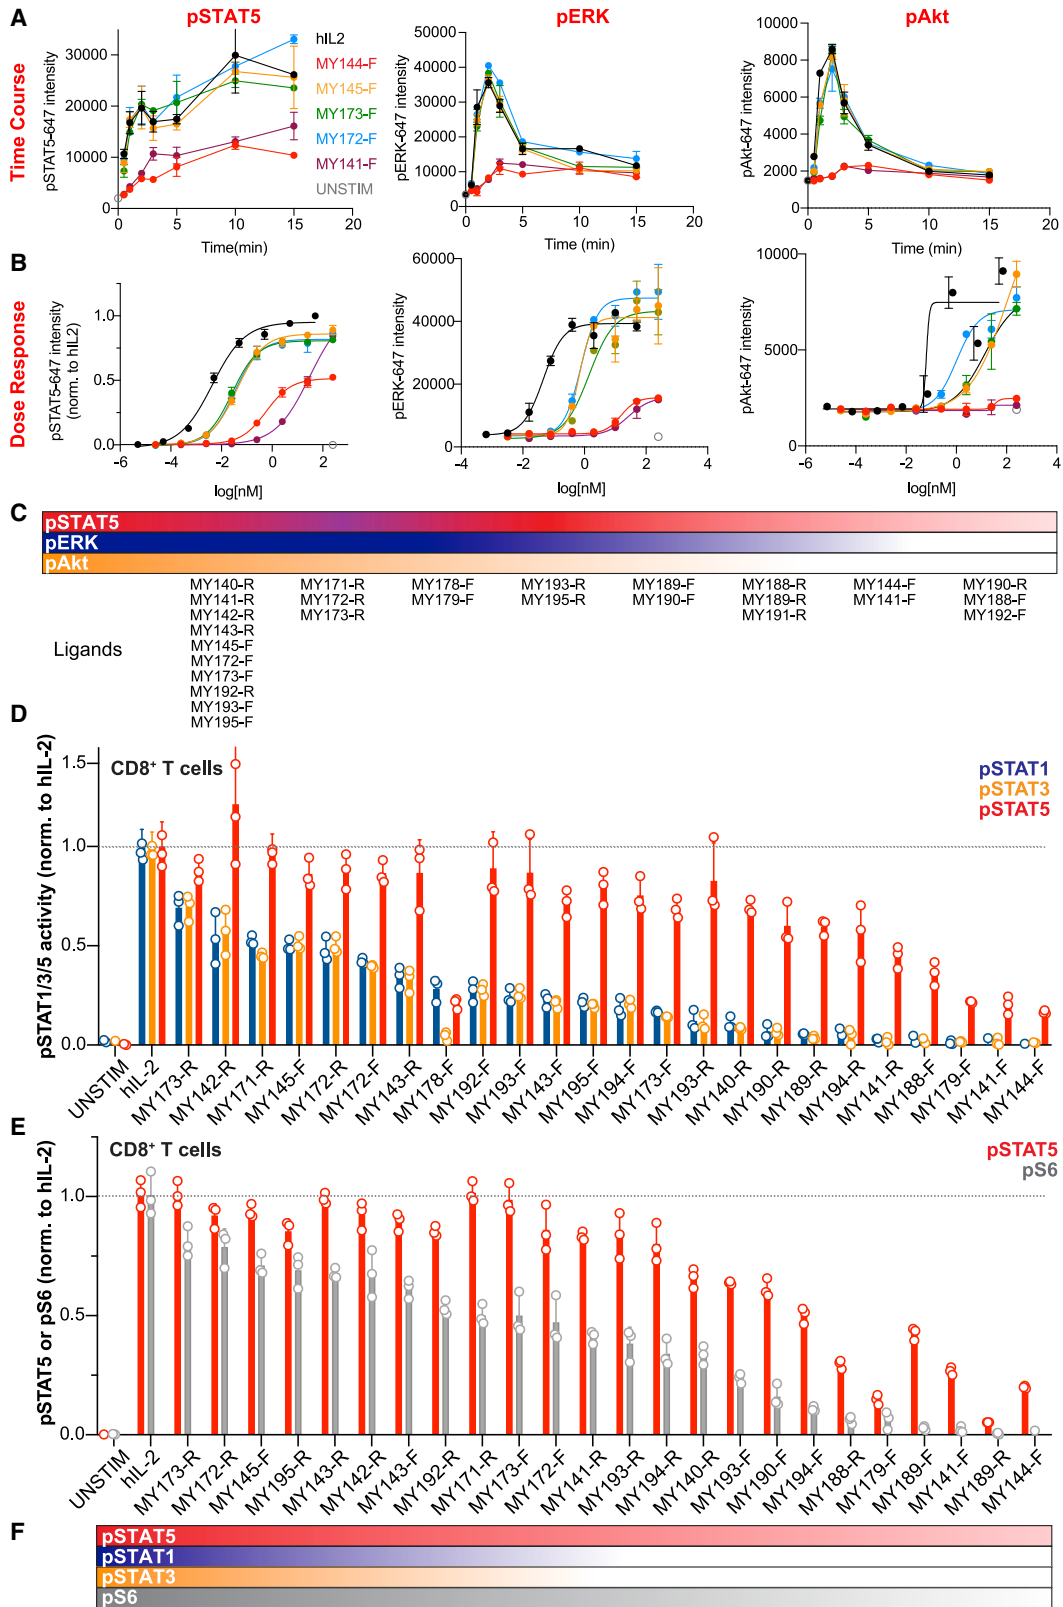 A
pSTAT5
pERK
pAkt
Time Course
pSTAT5-647 intensity
30000
20000
10000
0
0 5 10 15 20
Time(min)
hIL2
MY144-F
MY145-F
MY173-F
MY172-F
MY141-F
UNSTIM
pERK-647 intensity
50000
40000
30000
20000
10000
0
0 5 10 15 20
Time (min)
pAkt-647 intensity
10000
8000
6000
4000
2000
0
0 5 10 15 20
Time (min)
B
Dose Response
pSTAT5-647 intensity
(norm. to hIL2)
1.0
0.5
0.0
-6 -4 -2 0 2 4
log[nM]
pERK-647 intensity
60000
40000
20000
0
-4 -2 0 2 4
log[nM]
pAkt-647 intensity
10000
5000
0
-6 -4 -2 0 2 4
log[nM]
C
pSTAT5
pERK
pAkt
Ligands
MY140-R
MY141-R
MY142-R
MY143-R
MY145-F
MY172-F
MY173-F
MY192-R
MY193-F
MY195-F
MY171-R
MY172-R
MY173-R
MY178-F
MY179-F
MY193-R
MY195-R
MY189-F
MY190-F
MY188-R
MY189-R
MY191-R
MY144-F
MY141-F
MY190-R
MY188-F
MY192-F
D
pSTAT1/3/5 activity (norm. to hIL-2)
CD8⁺ T cells
pSTAT1
pSTAT3
pSTAT5
1.5
1.0
0.5
0.0
UNSTIM
hIL-2
MY173-R
MY142-R
MY171-R
MY145-F
MY172-R
MY172-F
MY143-R
MY178-F
MY192-F
MY193-F
MY143-F
MY195-F
MY194-F
MY173-F
MY193-R
MY140-R
MY190-R
MY189-R
MY194-R
MY141-R
MY188-F
MY179-F
MY141-F
MY144-F
E
pSTAT5 or pS6 (norm. to hIL-2)
CD8⁺ T cells
pSTAT5
pS6
1.0
0.5
0.0
UNSTIM
hIL-2
MY173-R
MY172-R
MY145-F
MY195-R
MY143-R
MY142-R
MY143-F
MY192-R
MY171-R
MY173-F
MY172-F
MY141-R
MY193-R
MY194-R
MY140-R
MY193-F
MY190-F
MY194-F
MY188-R
MY179-F
MY189-F
MY141-F
MY189-R
MY144-F
F
pSTAT5
pSTAT1
pSTAT3
pS6